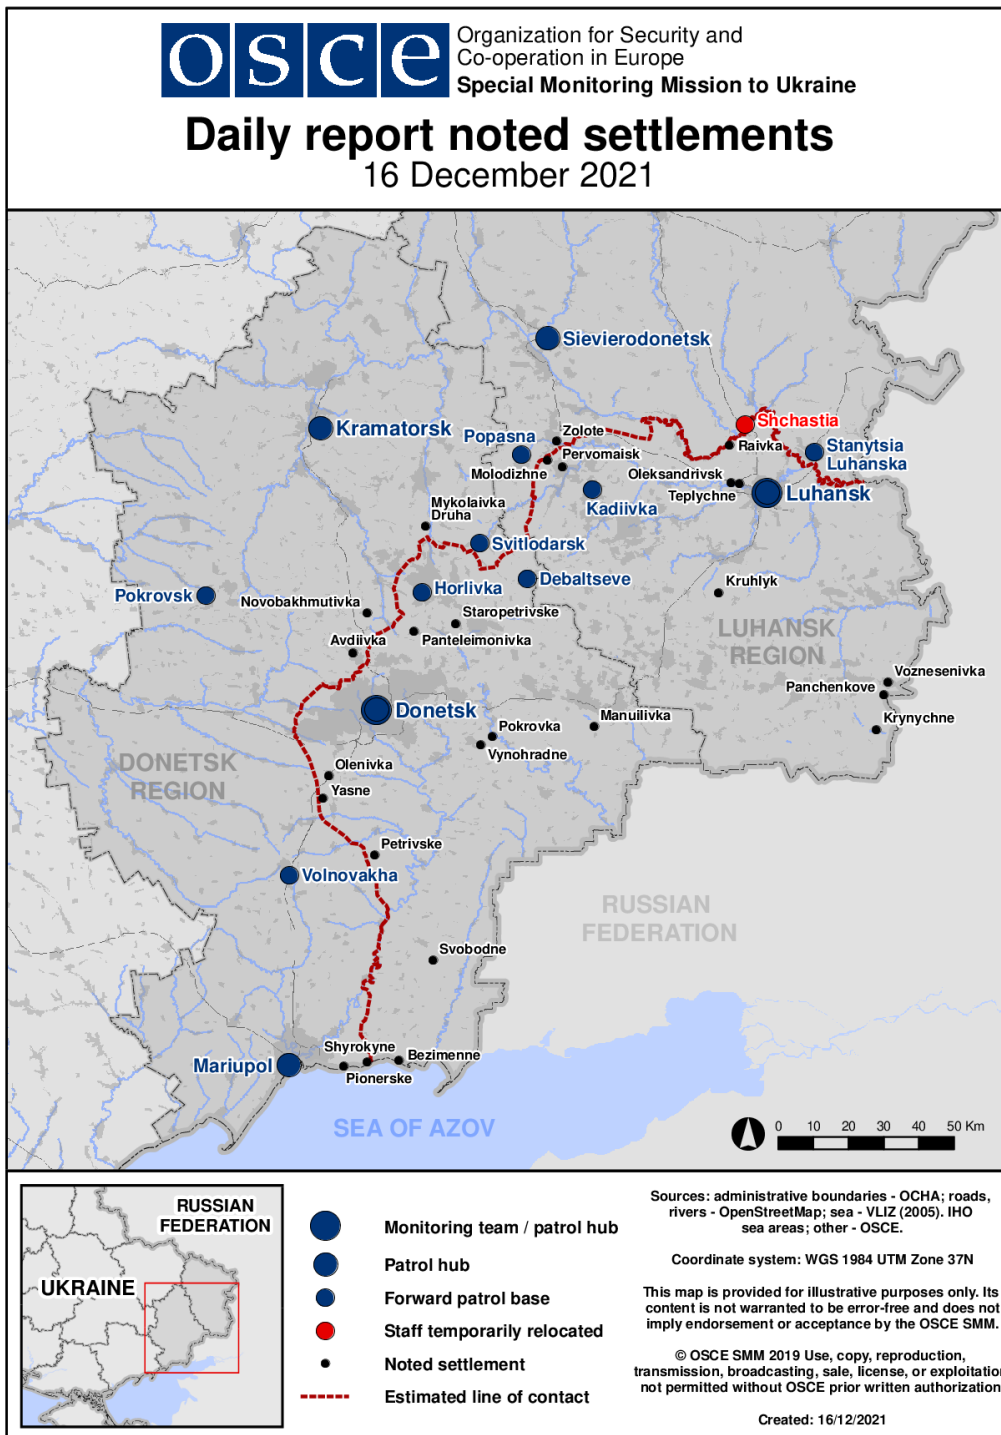 osce
Organization for Security and
Co-operation in Europe
Special Monitoring Mission to Ukraine
Daily report noted settlements
16 December 2021
Sievierodonetsk
Kramatorsk
Popasna
Zolote
Pervomaisk
Molodizhne
Shchastia
Raivka
Stanytsia
Luhanska
Oleksandrivsk
Teplychne
Luhansk
Kadiivka
Mykolaivka
Druha
Svitlodarsk
Debaltseve
Horlivka
Pokrovsk
Novobakhmutivka
Staropetrivske
Avdiivka
Panteleimonivka
Kruhlyk
LUHANSK
REGION
Voznesenivka
Panchenkove
Krynychne
Donetsk
Pokrovka
Manuilivka
Vynohradne
DONETSK
REGION
Olenivka
Yasne
Petrivske
Volnovakha
RUSSIAN
FEDERATION
Svobodne
Shyrokyne
Bezimenne
Mariupol
Pionerske
SEA OF AZOV
0 10 20 30 40 50 Km
RUSSIAN
FEDERATION
UKRAINE
Monitoring team / patrol hub
Patrol hub
Forward patrol base
Staff temporarily relocated
Noted settlement
Estimated line of contact
Sources: administrative boundaries - OCHA; roads,
rivers - OpenStreetMap; sea - VLIZ (2005). IHO
sea areas; other - OSCE.
Coordinate system: WGS 1984 UTM Zone 37N
This map is provided for illustrative purposes only. Its
content is not warranted to be error-free and does not
imply endorsement or acceptance by the OSCE SMM.
© OSCE SMM 2019 Use, copy, reproduction,
transmission, broadcasting, sale, license, or exploitation
not permitted without OSCE prior written authorization
Created: 16/12/2021